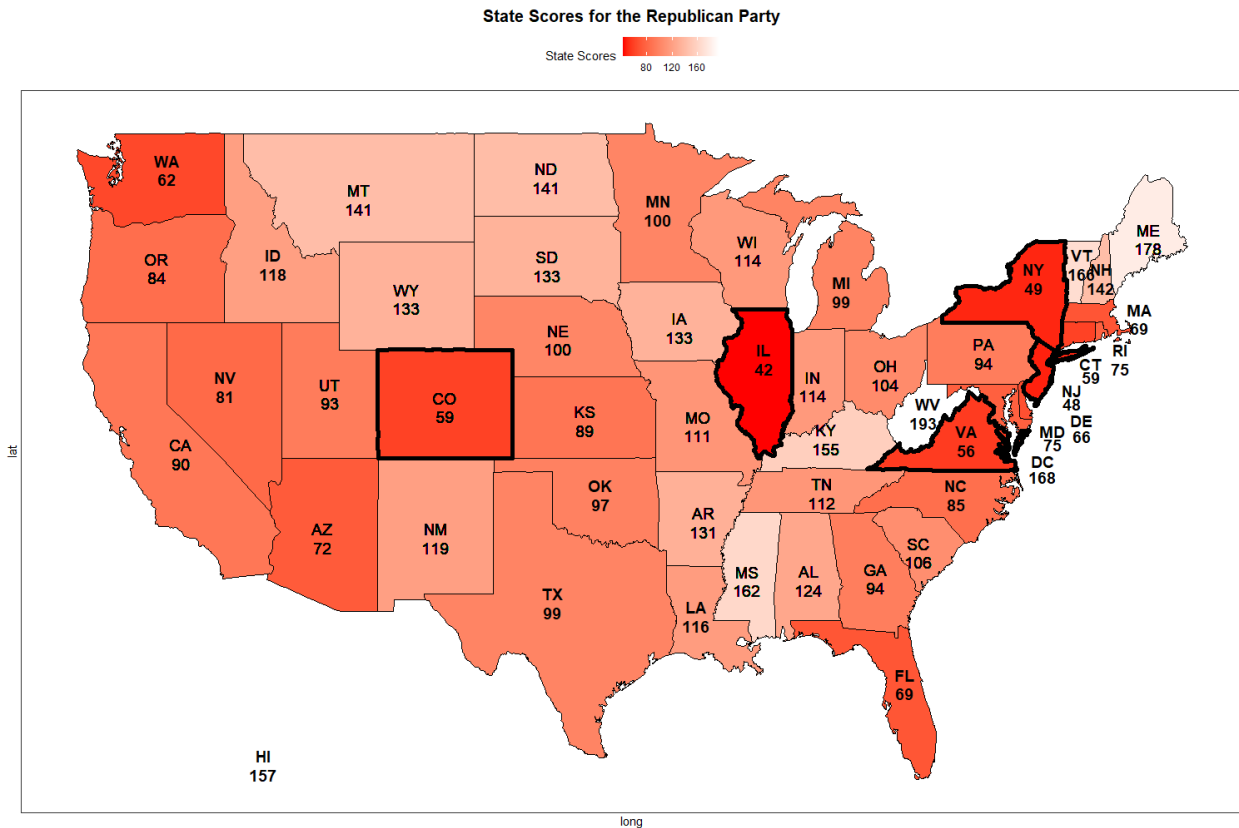 State Scores for the Republican Party
State Scores
80 120 160
WA
62
MT
141
ND
141
MN
100
ME
178
OR
84
ID
118
SD
133
WI
114
MI
99
NY
49
VT
166
NH
142
WY
133
IA
133
MA
69
NE
100
PA
94
RI
75
CT
59
NV
81
UT
93
CO
59
KS
89
MO
111
IL
42
IN
114
OH
104
WV
193
NJ
48
DE
66
MD
75
DC
168
CA
90
KY
155
VA
56
lat
AZ
72
NM
119
OK
97
AR
131
TN
112
NC
85
SC
106
MS
162
AL
124
GA
94
TX
99
LA
116
FL
69
HI
157
long